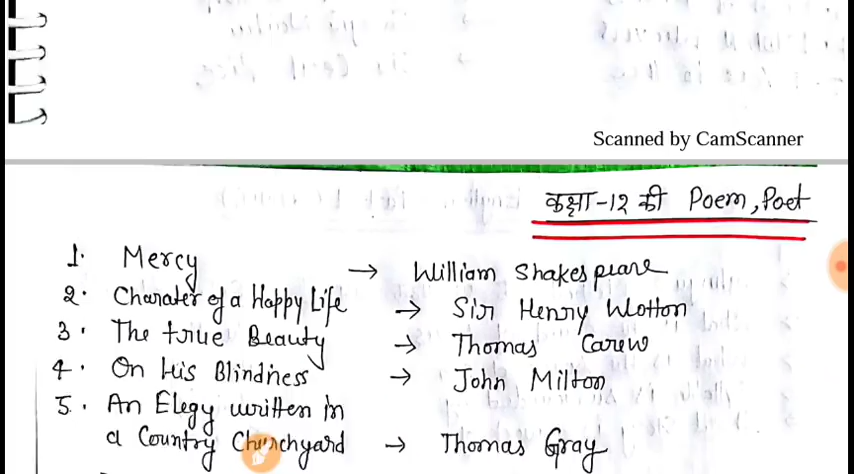 Scanned by CamScanner
कक्षा-१२ की Poem, Poet
1. Mercy → William Shakespeare
2. Charater of a Happy Life → Sir Henry Wotton
3. The true Beauty → Thomas Carew
4. On His Blindness → John Milton
5. An Elegy written in
a Country Churchyard → Thomas Gray